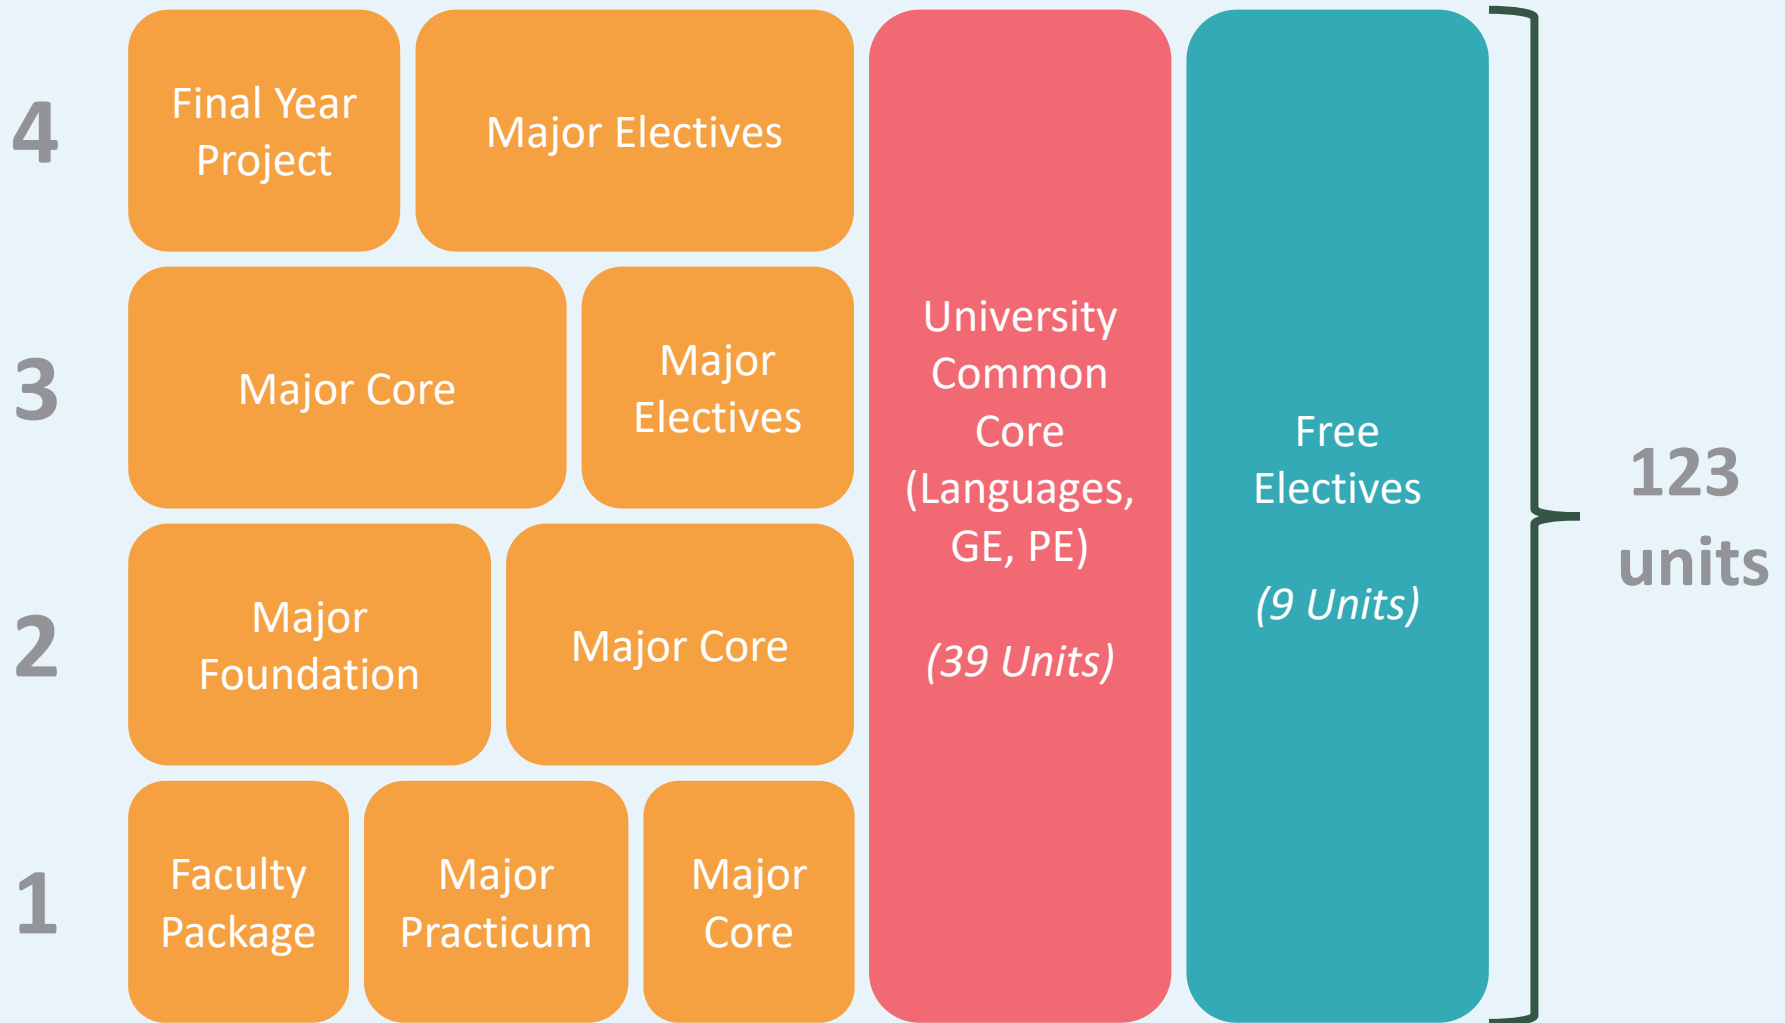 4
Final Year
Project
Major Electives
3
Major Core
Major
Electives
2
Major
Foundation
Major Core
1
Faculty
Package
Major
Practicum
Major
Core
University
Common
Core
(Languages,
GE, PE)
(39 Units)
Free
Electives
(9 Units)
123
units